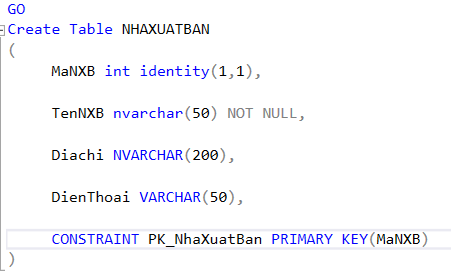 GO
Create Table NHAXUATBAN
(
MaNXB int identity(1,1),
TenNXB nvarchar(50) NOT NULL,
Diachi NVARCHAR(200),
DienThoai VARCHAR(50),
CONSTRAINT PK_NhaXuatBan PRIMARY KEY(MaNXB)
)